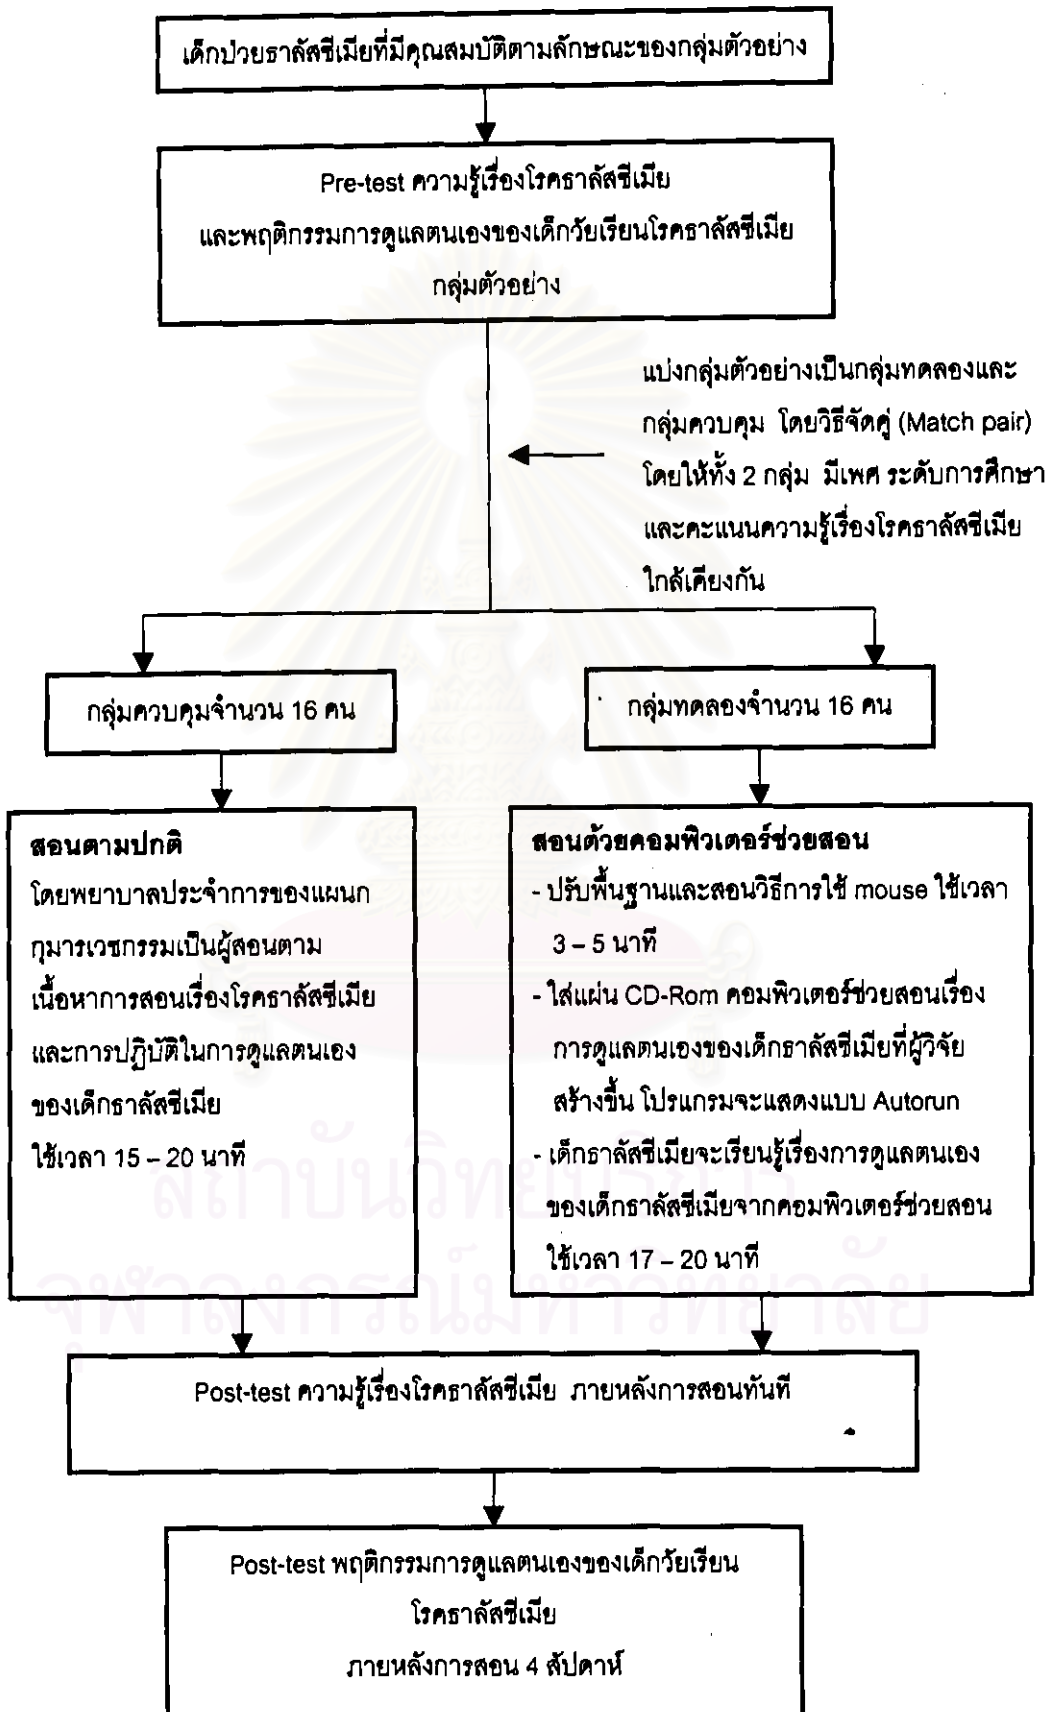 เด็กป่วยธาลัสซีเมียที่มีคุณสมบัติตามลักษณะของกลุ่มตัวอย่าง
Pre-test ความรู้เรื่องโรคธาลัสซีเมีย
และพฤติกรรมการดูแลตนเองของเด็กวัยเรียนโรคธาลัสซีเมีย
กลุ่มตัวอย่าง
แบ่งกลุ่มตัวอย่างเป็นกลุ่มทดลองและ
กลุ่มควบคุม โดยวิธีจัดคู่ (Match pair)
โดยให้ทั้ง 2 กลุ่ม มีเพศ ระดับการศึกษา
และคะแนนความรู้เรื่องโรคธาลัสซีเมีย
ใกล้เคียงกัน
กลุ่มควบคุมจำนวน 16 คน
กลุ่มทดลองจำนวน 16 คน
สอนตามปกติ
โดยพยาบาลประจำการของแผนก
กุมารเวชกรรมเป็นผู้สอนตาม
เนื้อหาการสอนเรื่องโรคธาลัสซีเมีย
และการปฏิบัติในการดูแลตนเอง
ของเด็กธาลัสซีเมีย
ใช้เวลา 15 – 20 นาที
สอนด้วยคอมพิวเตอร์ช่วยสอน
- ปรับพื้นฐานและสอนวิธีการใช้ mouse ใช้เวลา
3 – 5 นาที
- ใส่แผ่น CD-Rom คอมพิวเตอร์ช่วยสอนเรื่อง
การดูแลตนเองของเด็กธาลัสซีเมียที่ผู้วิจัย
สร้างขึ้น โปรแกรมจะแสดงแบบ Autorun
- เด็กธาลัสซีเมียจะเรียนรู้เรื่องการดูแลตนเอง
ของเด็กธาลัสซีเมียจากคอมพิวเตอร์ช่วยสอน
ใช้เวลา 17 – 20 นาที
สถาบันวิทยบริการ
จุฬาลงกรณ์มหาวิทยาลัย
Post-test ความรู้เรื่องโรคธาลัสซีเมีย ภายหลังการสอนทันที
Post-test พฤติกรรมการดูแลตนเองของเด็กวัยเรียน
โรคธาลัสซีเมีย
ภายหลังการสอน 4 สัปดาห์